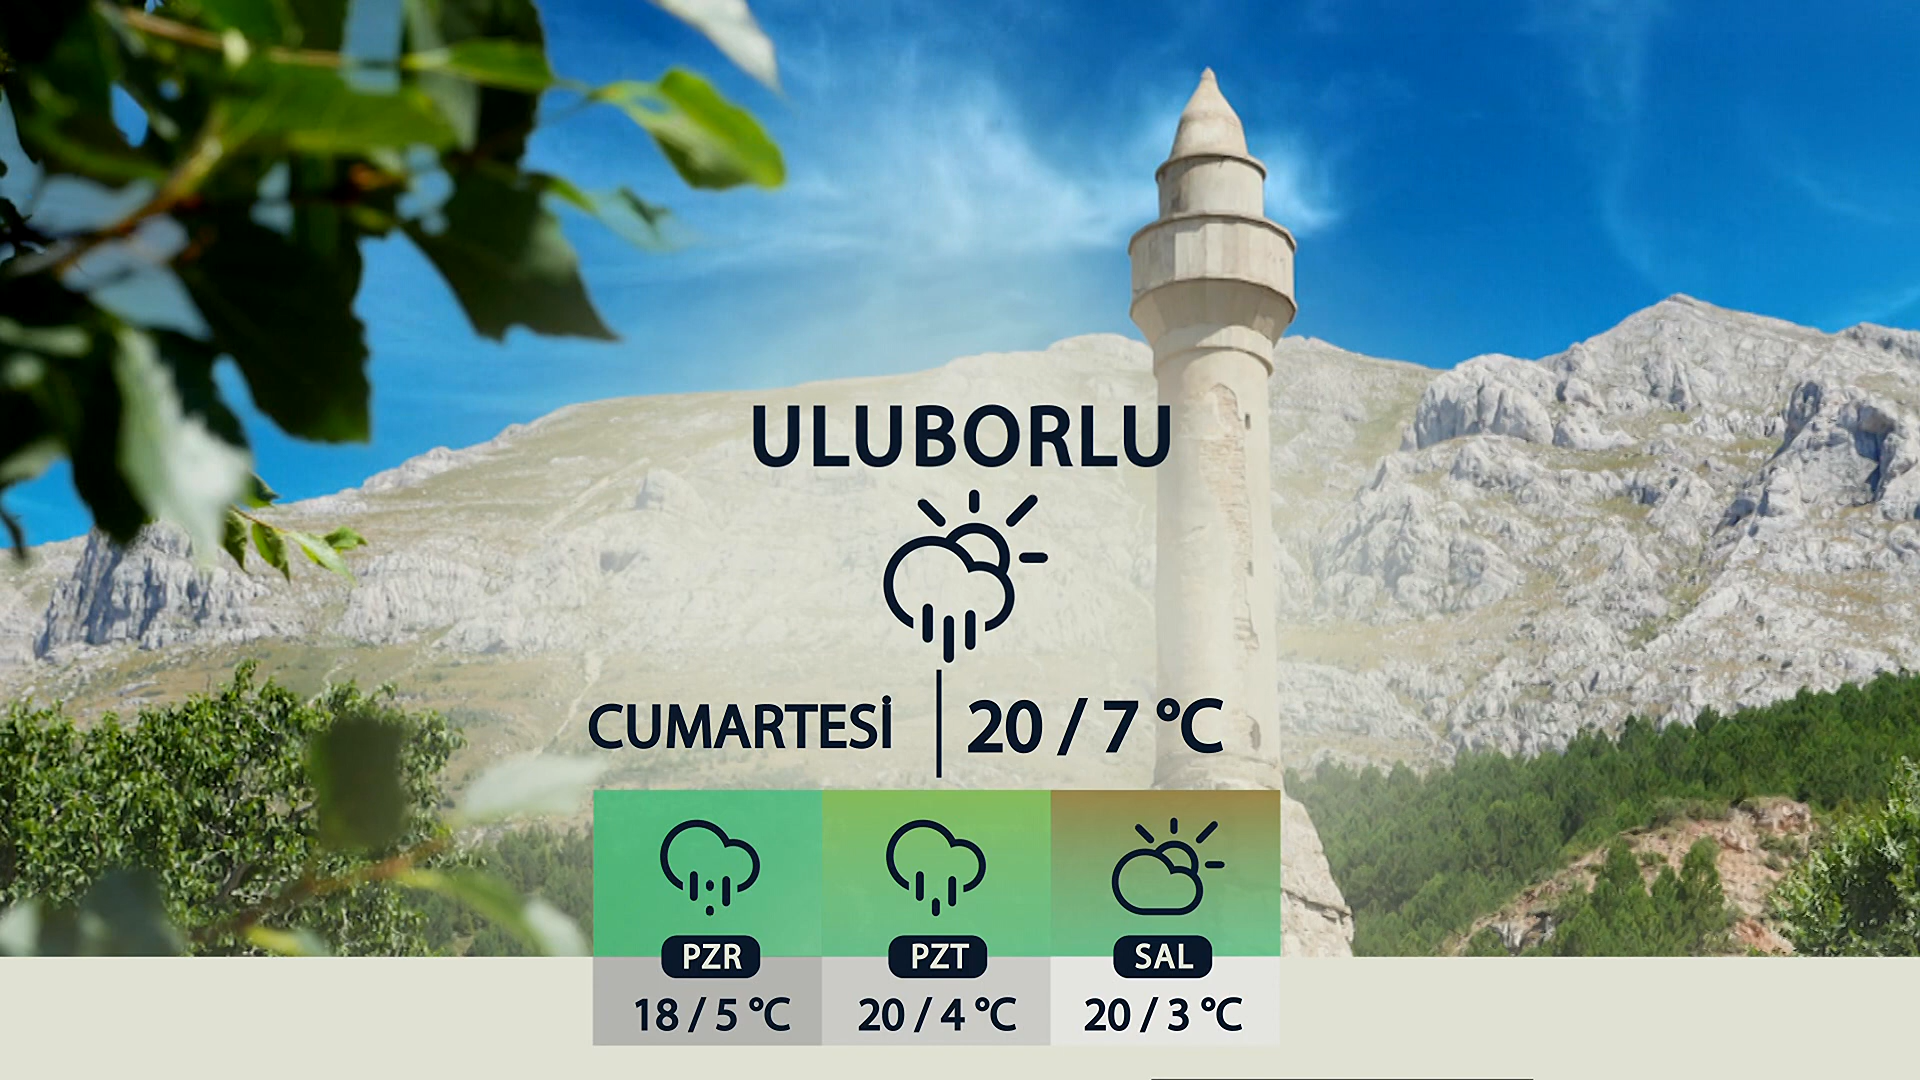 ULUBORLU
CUMARTESİ 20 / 7 °C
PZR PZT SAL
18 / 5 °C 20 / 4 °C 20 / 3 °C